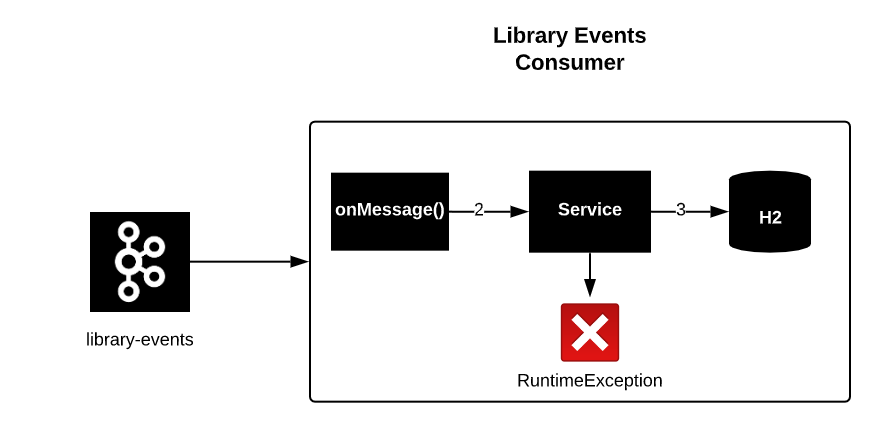 Library Events
Consumer
onMessage()
2
Service
3
H2
library-events
RuntimeException